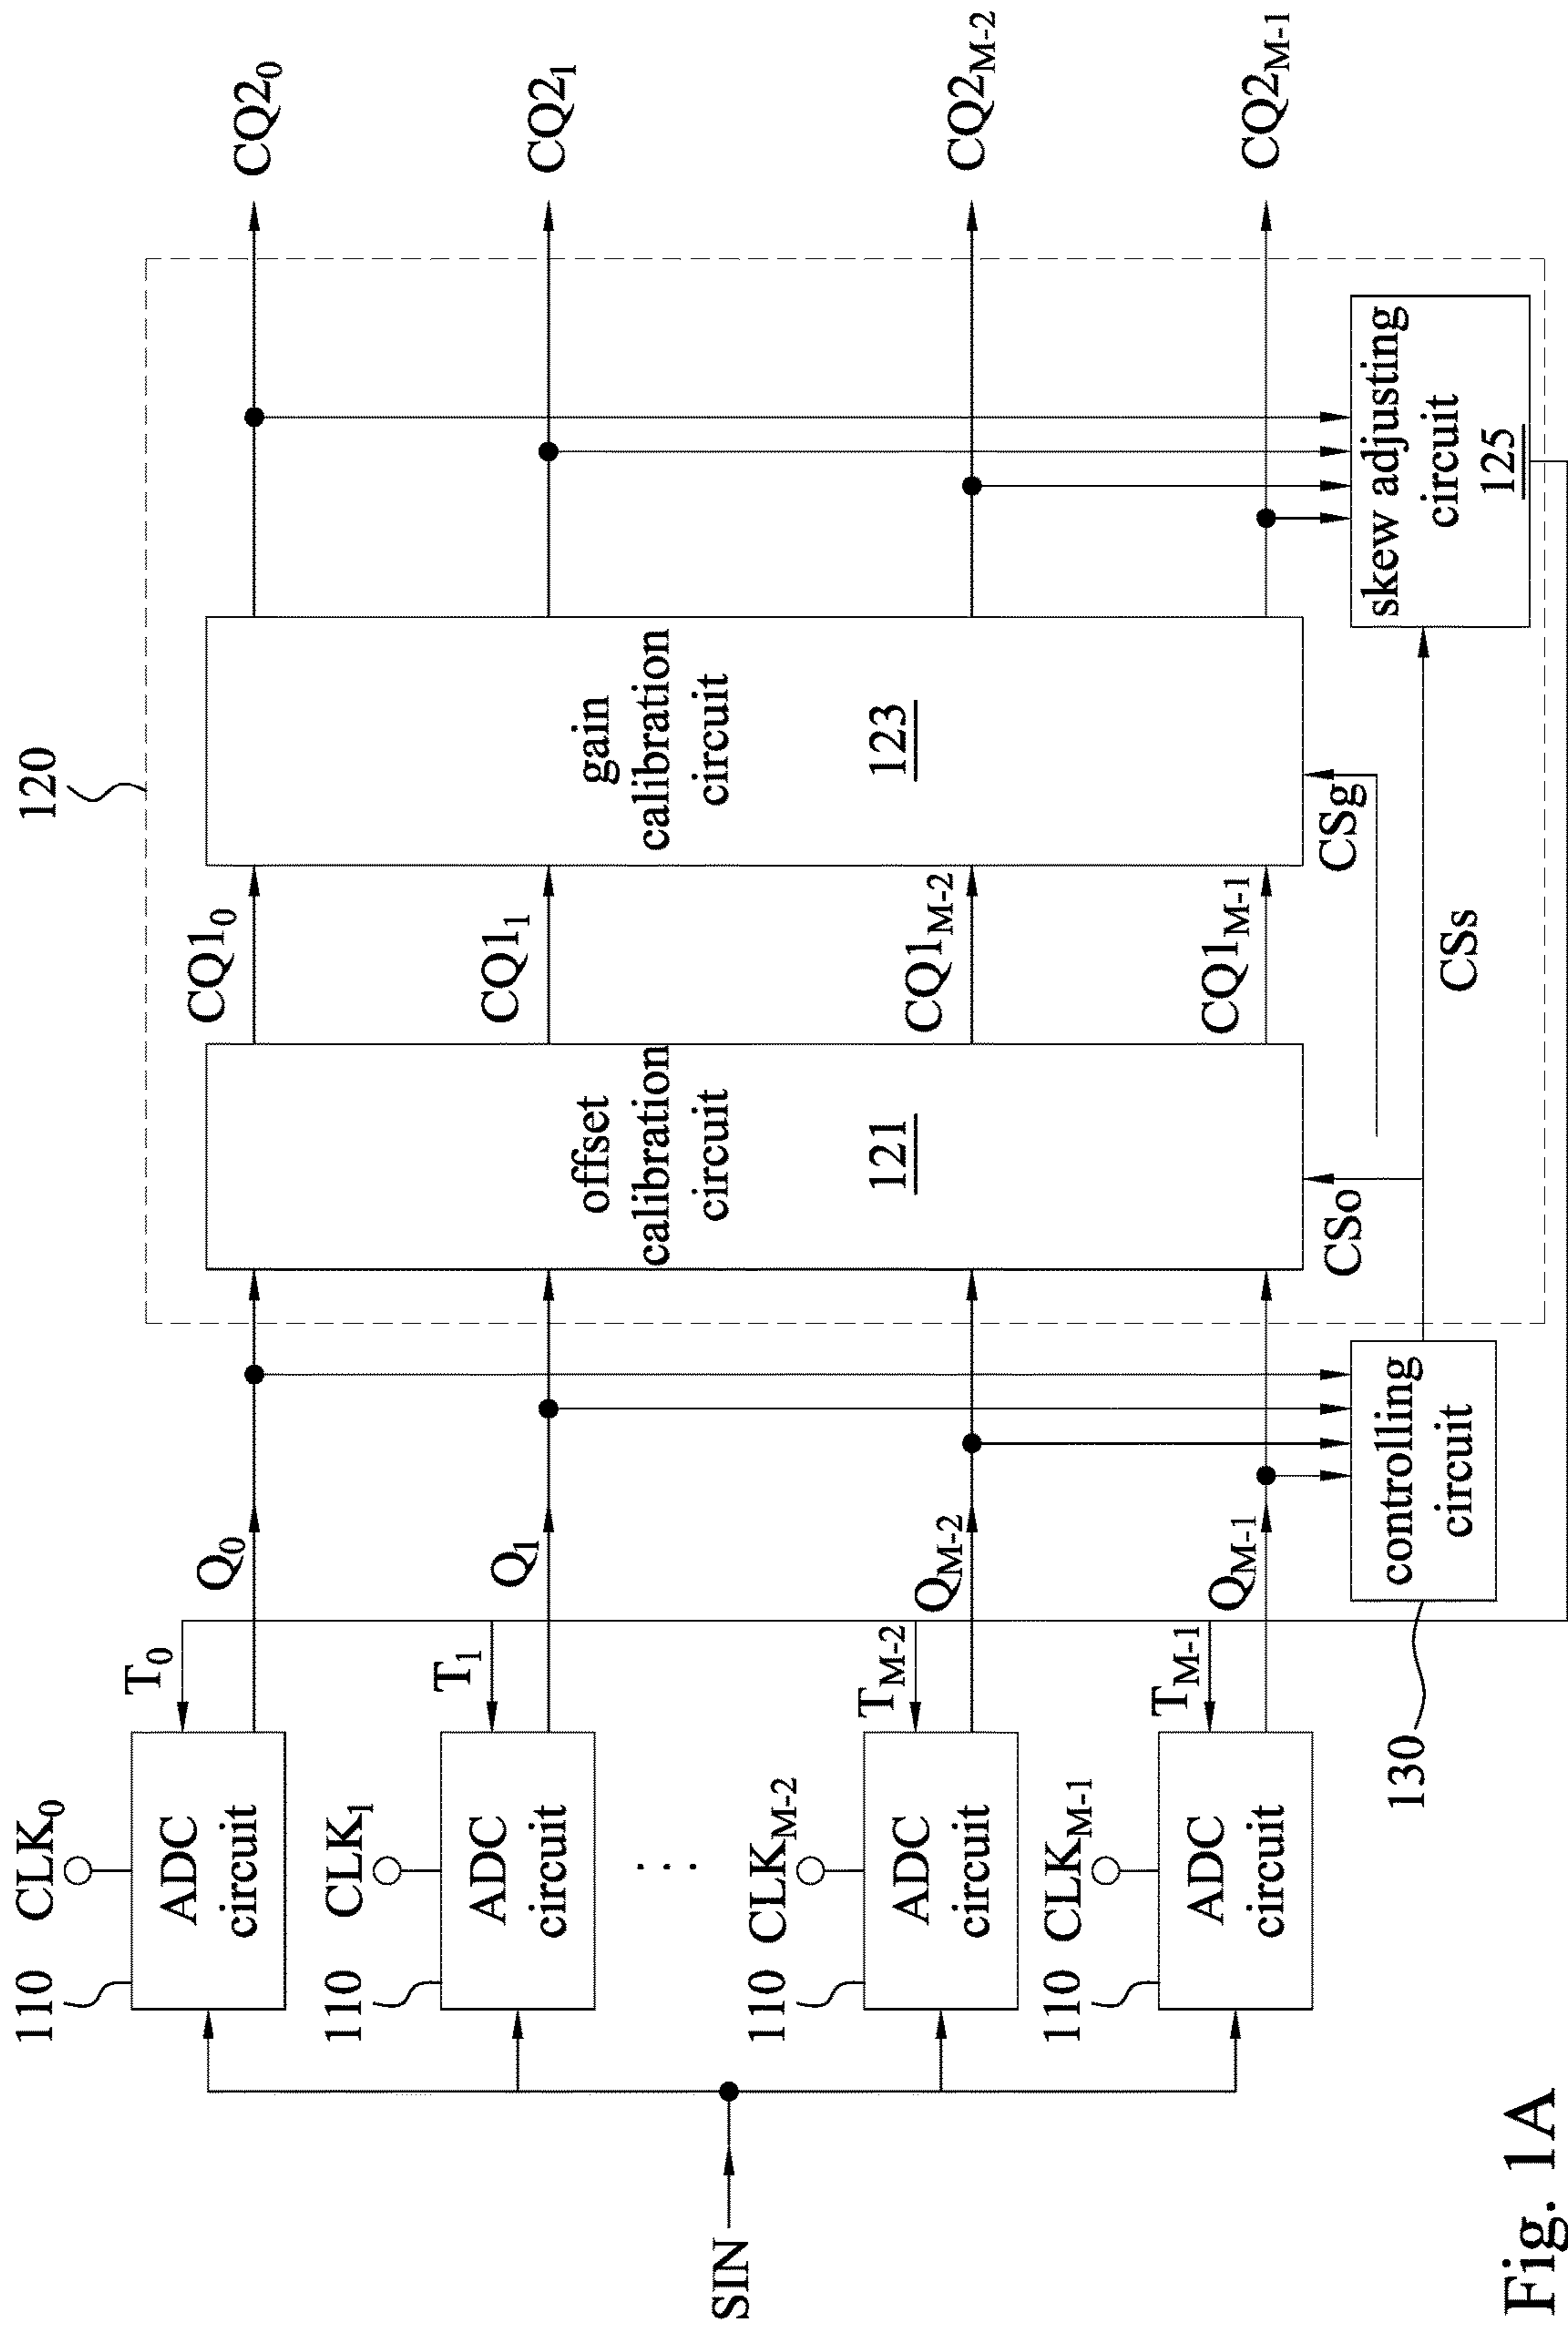 120
110 CLK0
ADC
circuit
T0
Q0
CQ10
CQ20
110 CLK1
ADC
circuit
T1
Q1
CQ11
CQ21
...
SIN
110 CLKM-2
ADC
circuit
TM-2
QM-2
CQ1M-2
CQ2M-2
110 CLKM-1
ADC
circuit
TM-1
QM-1
CQ1M-1
CQ2M-1
offset
calibration
circuit
121
gain
calibration
circuit
123
CSo
CSg
CSs
130
controlling
circuit
skew adjusting
circuit
125
Fig. 1A